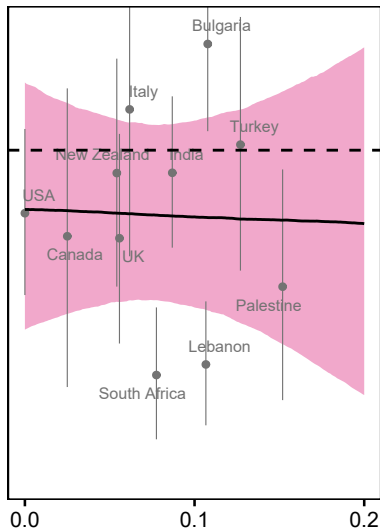 Bulgaria
Italy
Turkey
New Zealand
India
USA
Canada
UK
Palestine
Lebanon
South Africa
0.0
0.1
0.2